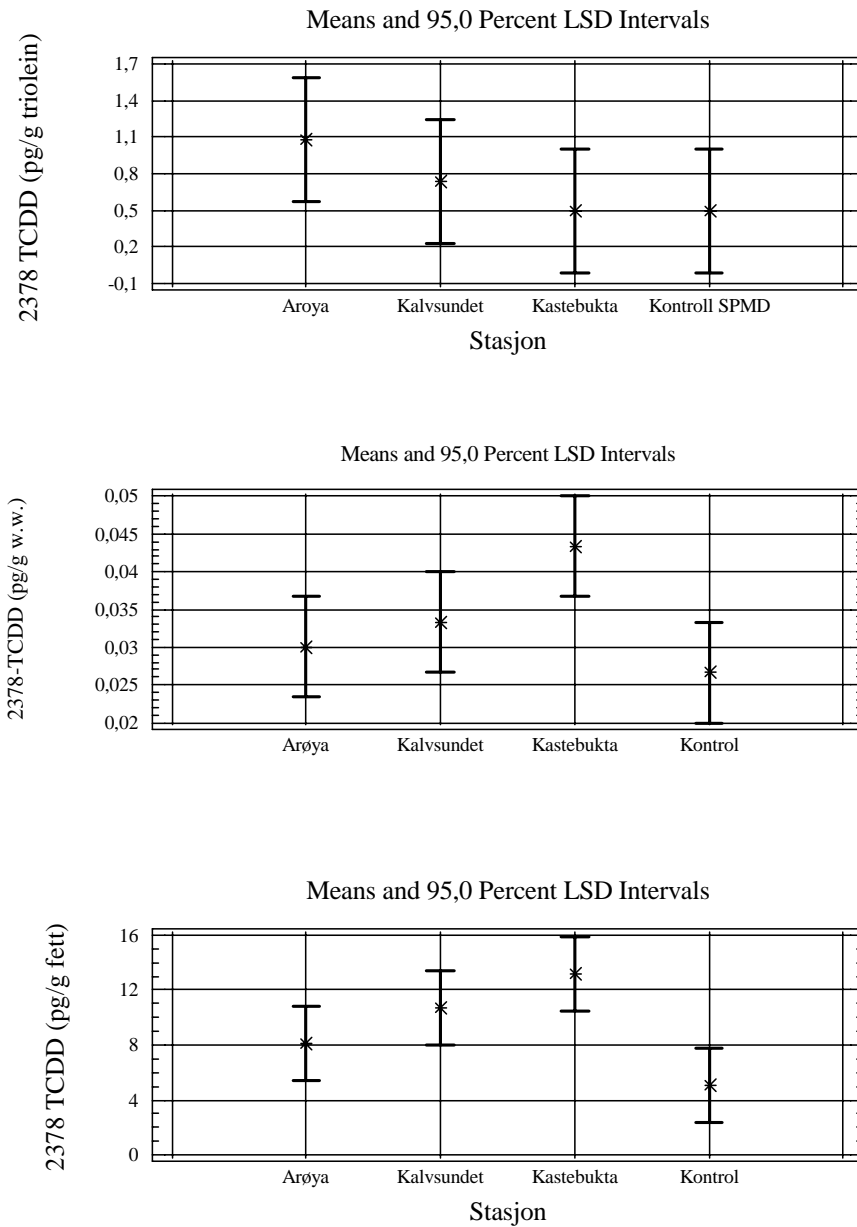 Means and 95,0 Percent LSD Intervals
2378 TCDD (pg/g triolein)
1,7
1,4
1,1
0,8
0,5
0,2
-0,1
Aroya Kalvsundet Kastebukta Kontroll SPMD
Stasjon
Means and 95,0 Percent LSD Intervals
2378-TCDD (pg/g w.w.)
0,05
0,045
0,04
0,035
0,03
0,025
0,02
Arøya Kalvsundet Kastebukta Kontrol
Means and 95,0 Percent LSD Intervals
2378 TCDD (pg/g fett)
16
12
8
4
0
Arøya Kalvsundet Kastebukta Kontrol
Stasjon